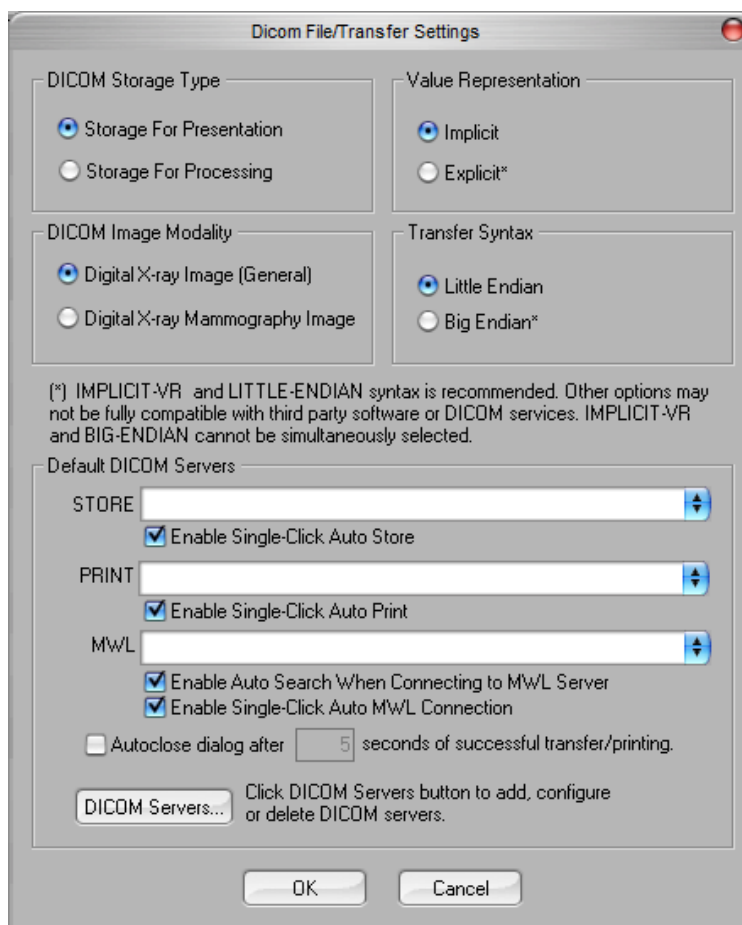 Dicom File/Transfer Settings
DICOM Storage Type
Storage For Presentation
Storage For Processing
Value Representation
Implicit
Explicit*
DICOM Image Modality
Digital X-ray Image (General)
Digital X-ray Mammography Image
Transfer Syntax
Little Endian
Big Endian*
(*) IMPLICIT-VR and LITTLE-ENDIAN syntax is recommended. Other options may
not be fully compatible with third party software or DICOM services. IMPLICIT-VR
and BIG-ENDIAN cannot be simultaneously selected.
Default DICOM Servers
STORE
Enable Single-Click Auto Store
PRINT
Enable Single-Click Auto Print
MWL
Enable Auto Search When Connecting to MWL Server
Enable Single-Click Auto MWL Connection
Autoclose dialog after 5 seconds of successful transfer/printing.
DICOM Servers...
Click DICOM Servers button to add, configure
or delete DICOM servers.
OK
Cancel